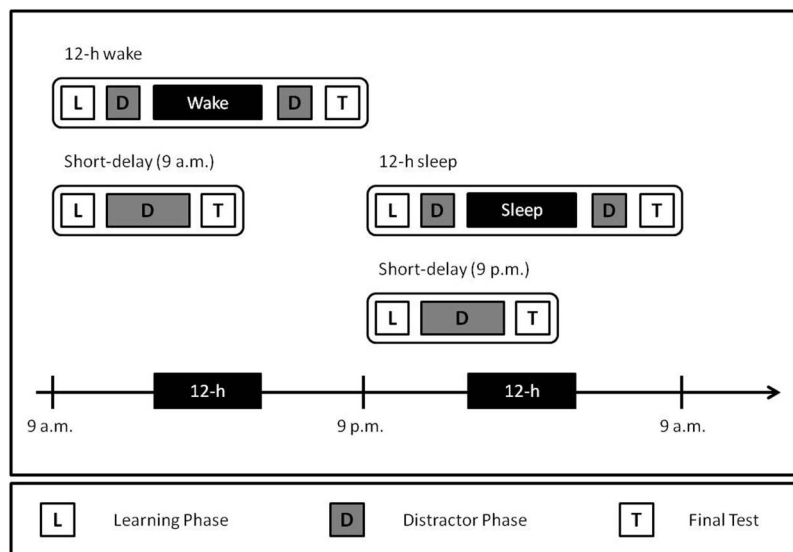 12-h wake
L D Wake D T
Short-delay (9 a.m.) 12-h sleep
L D T L D Sleep D T
Short-delay (9 p.m.)
L D T
12-h 12-h
9 a.m. 9 p.m. 9 a.m.
L Learning Phase D Distractor Phase T Final Test